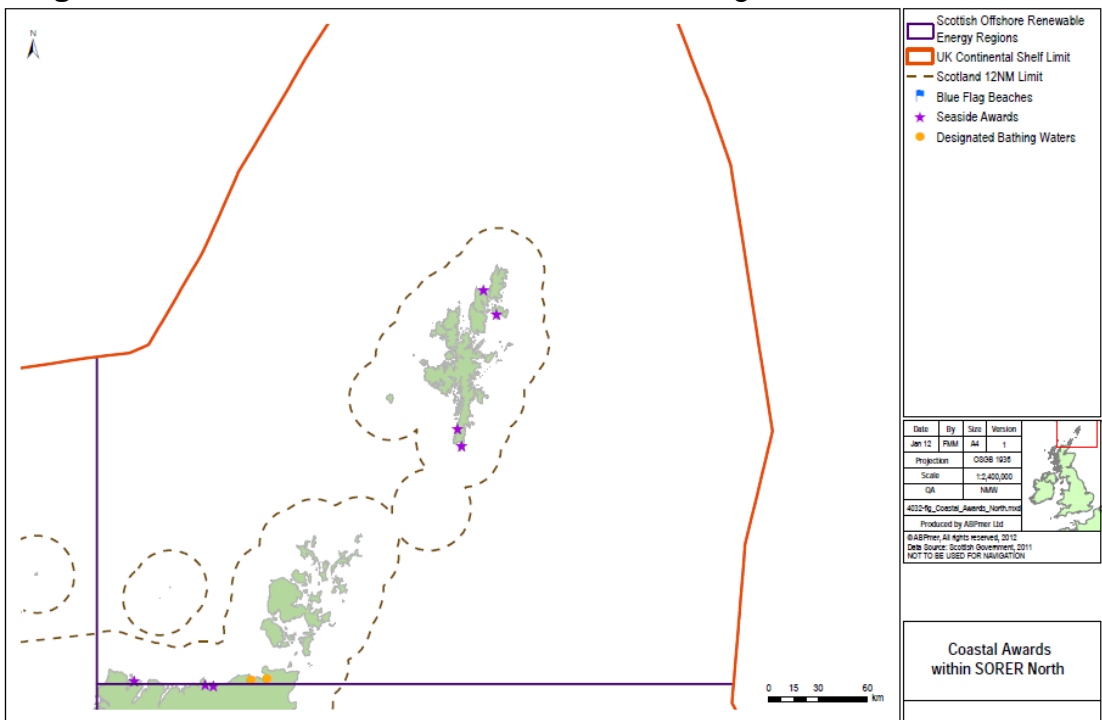 N
Scottish Offshore Renewable
Energy Regions
UK Continental Shelf Limit
Scotland 12NM Limit
Blue Flag Beaches
Seaside Awards
Designated Bathing Waters
Date By Size Version
Jan 12 FMM A4 1
Projection OSGB 1936
Scale 1:2,400,000
QA NMW
4032-fig_Coastal_Awards_North.mxd
Produced by ABPmer Ltd
©ABPmer, All rights reserved, 2012
Data Source: Scottish Government, 2011
NOT TO BE USED FOR NAVIGATION
0 15 30 60
km
Coastal Awards
within SORER North